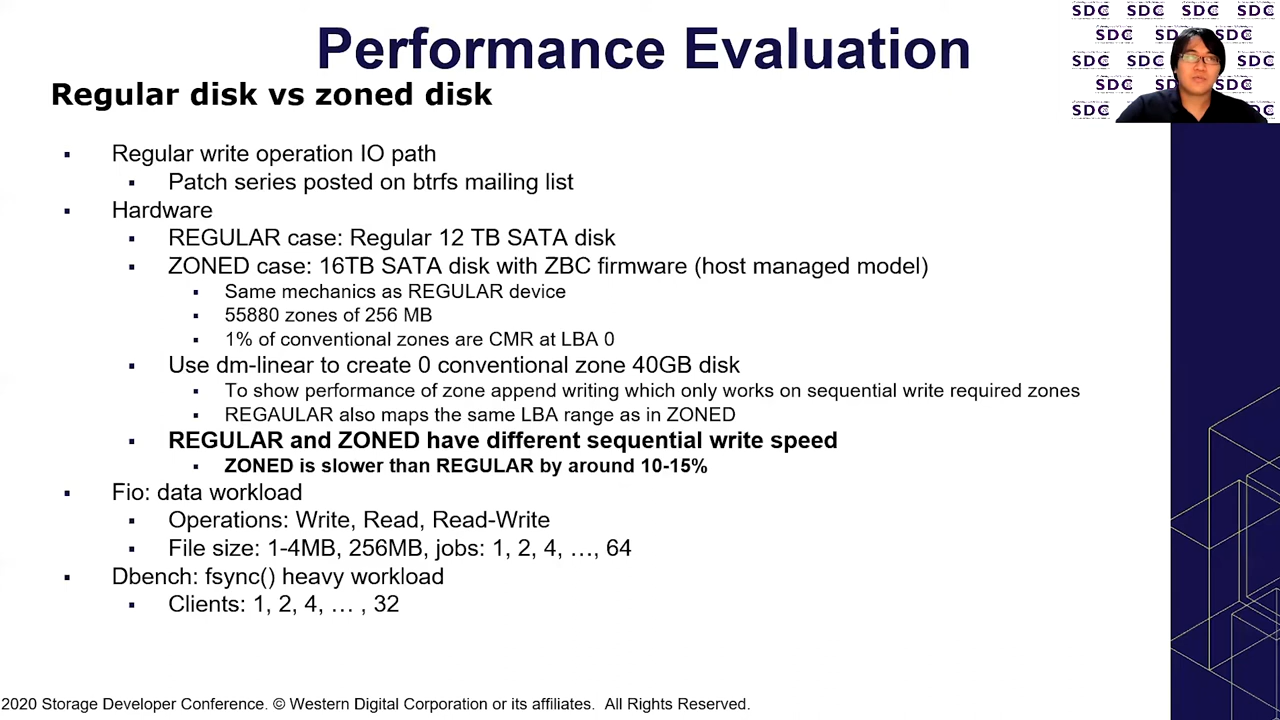 Performance Evaluation
Regular disk vs zoned disk
Regular write operation IO path
Patch series posted on btrfs mailing list
Hardware
REGULAR case: Regular 12 TB SATA disk
ZONED case: 16TB SATA disk with ZBC firmware (host managed model)
Same mechanics as REGULAR device
55880 zones of 256 MB
1% of conventional zones are CMR at LBA 0
Use dm-linear to create 0 conventional zone 40GB disk
To show performance of zone append writing which only works on sequential write required zones
REGAULAR also maps the same LBA range as in ZONED
REGULAR and ZONED have different sequential write speed
ZONED is slower than REGULAR by around 10-15%
Fio: data workload
Operations: Write, Read, Read-Write
File size: 1-4MB, 256MB, jobs: 1, 2, 4, …, 64
Dbench: fsync() heavy workload
Clients: 1, 2, 4, … , 32
2020 Storage Developer Conference. © Western Digital Corporation or its affiliates. All Rights Reserved.
SDC SDC SDC SDC
SDC SDC SDC
SDC SDC
SDC SDC
SDC